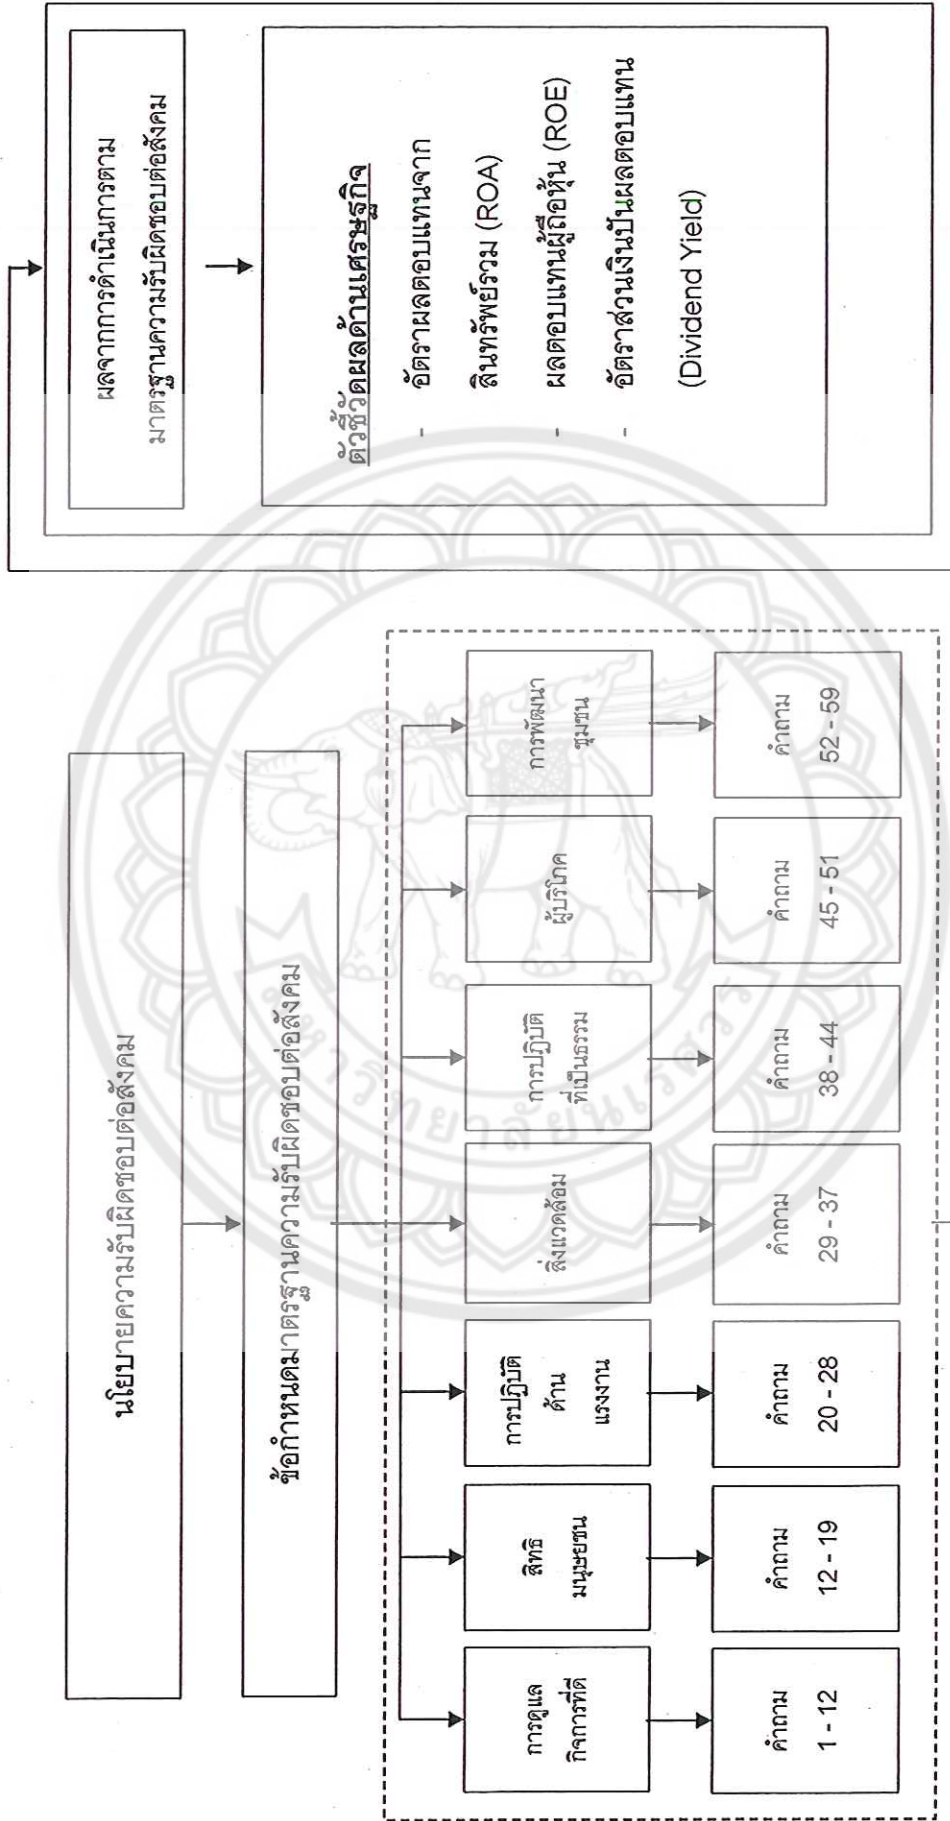 นโยบายความรับผิดชอบต่อสังคม
ข้อกำหนดมาตรฐานความรับผิดชอบต่อสังคม
การดูแล
กิจการที่ดี
สิทธิ
มนุษยชน
การปฏิบัติ
ด้าน
แรงงาน
สิ่งแวดล้อม
การปฏิบัติ
ที่เป็นธรรม
ผู้บริโภค
การพัฒนา
ชุมชน
คำถาม
1 - 12
คำถาม
12 - 19
คำถาม
20 - 28
คำถาม
29 - 37
คำถาม
38 - 44
คำถาม
45 - 51
คำถาม
52 - 59
ผลจากการดำเนินการตาม
มาตรฐานความรับผิดชอบต่อสังคม
ตัวชี้วัดผลด้านเศรษฐกิจ
- อัตราผลตอบแทนจาก
สินทรัพย์รวม (ROA)
- ผลตอบแทนผู้ถือหุ้น (ROE)
- อัตราส่วนเงินปันผลตอบแทน
(Dividend Yield)
มหาวิทยาลัยนเรศวร